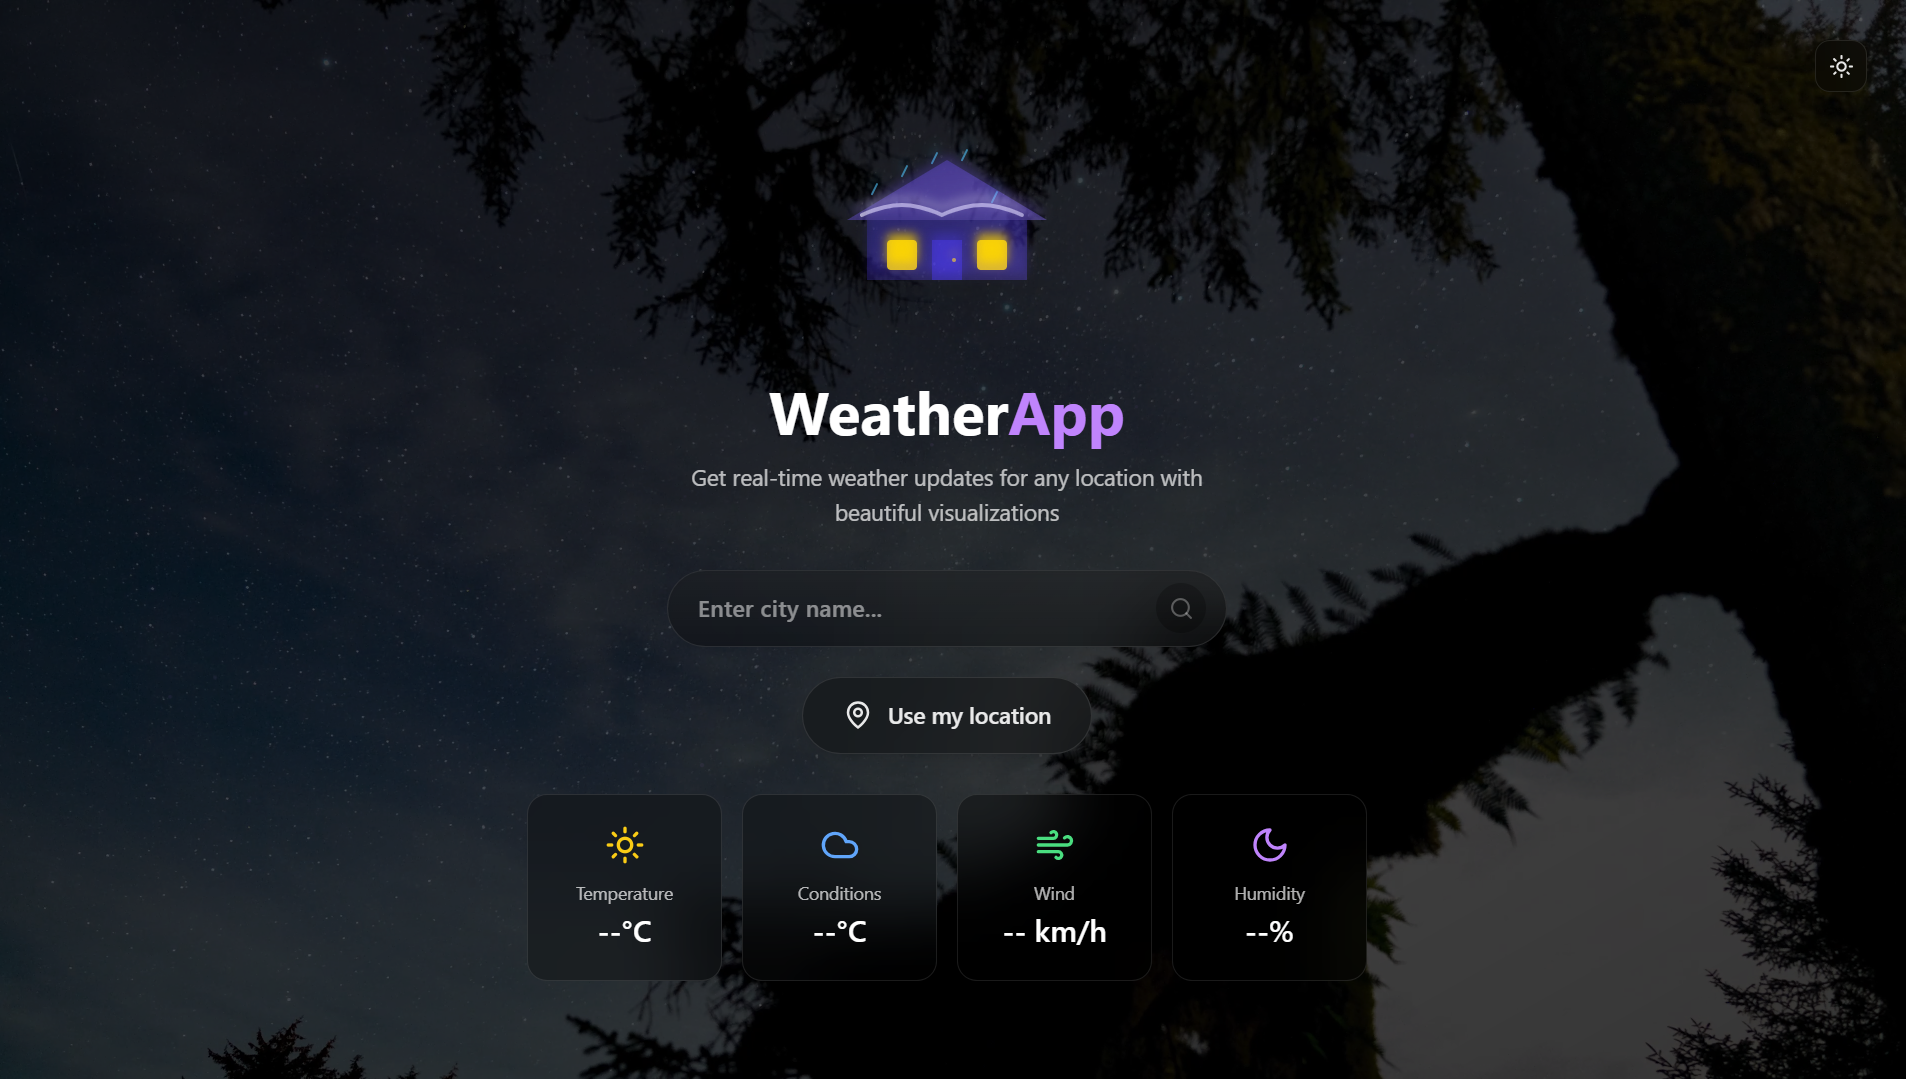 WeatherApp
Get real-time weather updates for any location with
beautiful visualizations
Enter city name...
Use my location
Temperature
--°C
Conditions
--°C
Wind
-- km/h
Humidity
--%